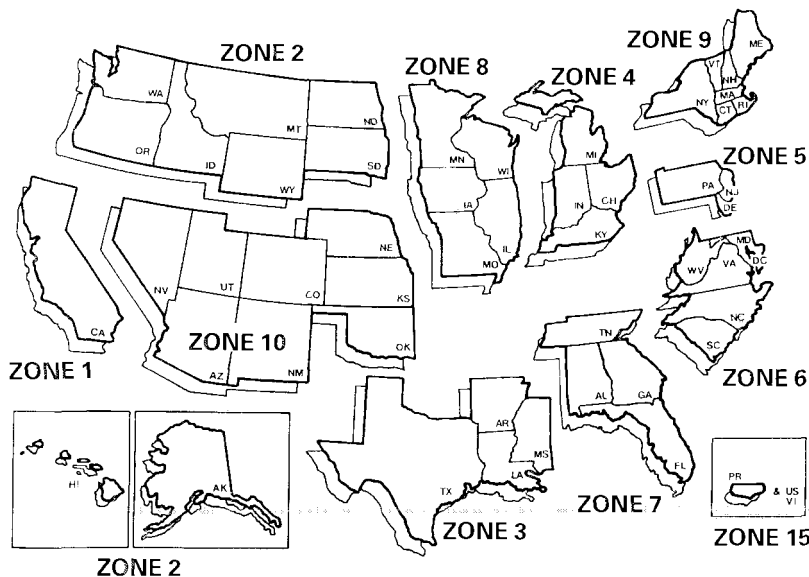 ZONE 2
ZONE 8
ZONE 4
ZONE 9
ME
VT
NH
MA
NY
CT
RI
WA
MT
ND
OR
ID
WY
SD
MN
WI
MI
IA
IL
MO
IN
OH
KY
ZONE 5
PA
NJ
DE
MD
DC
WV
VA
NC
SC
ZONE 6
NE
NV
UT
CO
KS
CA
ZONE 10
OK
AZ
NM
ZONE 1
TN
AL
GA
FL
ZONE 7
AR
MS
LA
TX
ZONE 3
HI
AK
ZONE 2
PR
& US
VI
ZONE 15